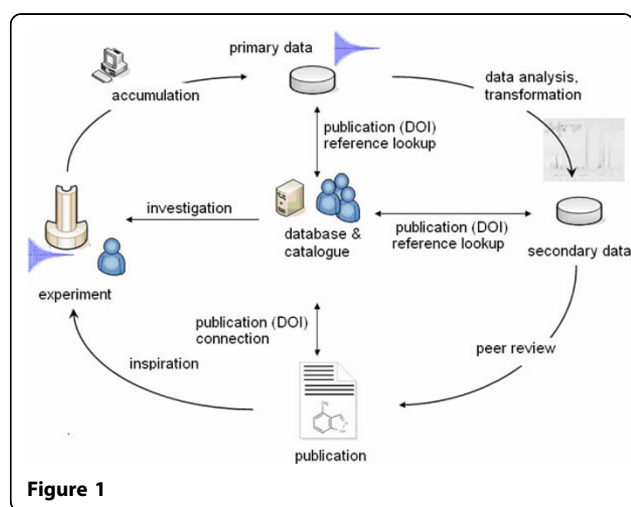 primary data
accumulation
data analysis,
transformation
publication (DOI)
reference lookup
investigation
database &
catalogue
publication (DOI)
reference lookup
secondary data
experiment
publication (DOI)
connection
inspiration
peer review
publication
Figure 1